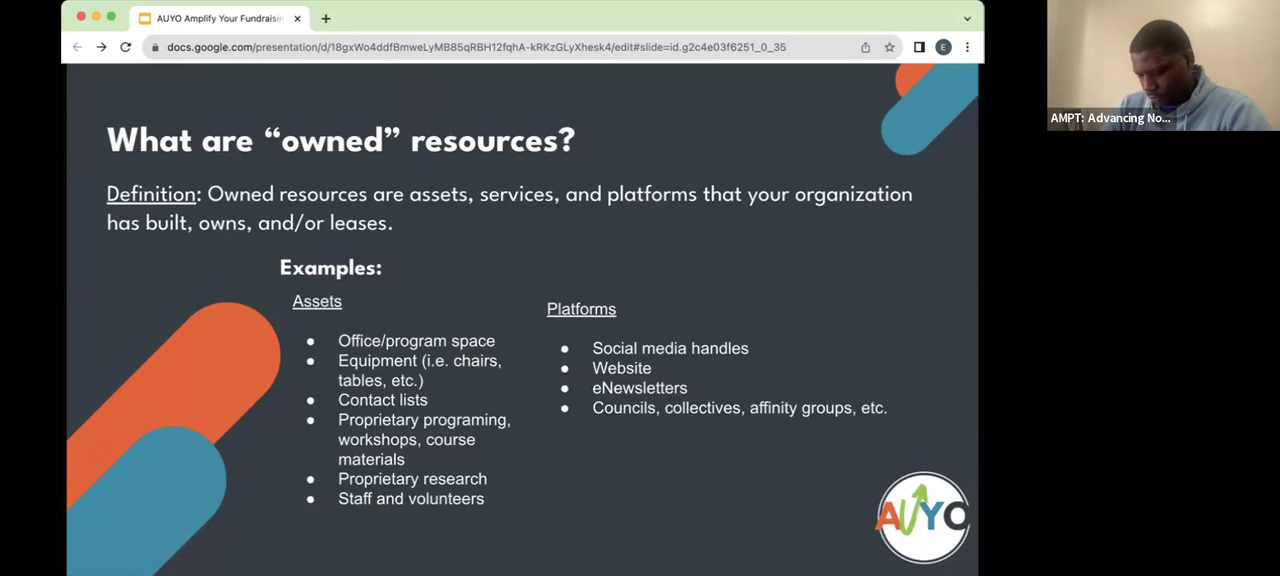 AUYO Amplify Your Fundraisin
docs.google.com/presentation/d/18gxWo4ddfBmweLyMB85qRBH12fqhA-kRKzGLyXhesk4/edit#slide=id.g2c4e03f6251_0_35
E
AMPT: Advancing No...
What are “owned” resources?
Definition: Owned resources are assets, services, and platforms that your organization
has built, owns, and/or leases.
Examples:
Assets
● Office/program space
● Equipment (i.e. chairs,
tables, etc.)
● Contact lists
● Proprietary programing,
workshops, course
materials
● Proprietary research
● Staff and volunteers
Platforms
● Social media handles
● Website
● eNewsletters
● Councils, collectives, affinity groups, etc.
AUYO